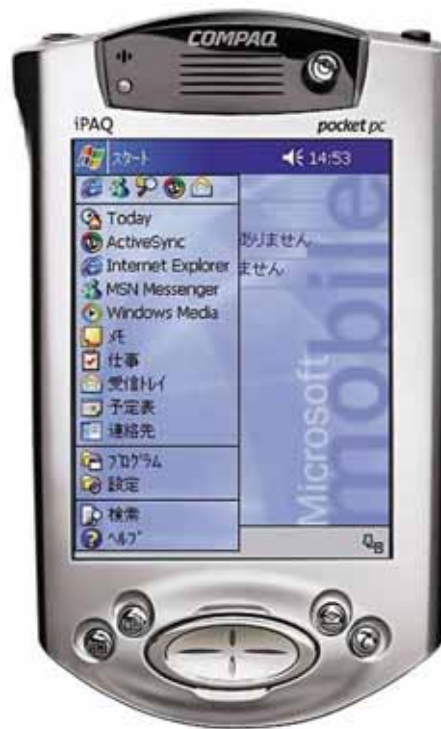 COMPAQ
iPAQ pocket pc
スタート 14:53
Today
ActiveSync
Internet Explorer
MSN Messenger
Windows Media
メモ
仕事
受信トレイ
予定表
連絡先
プログラム
設定
検索
ヘルプ
ありません
ません
Microsoft
mobile